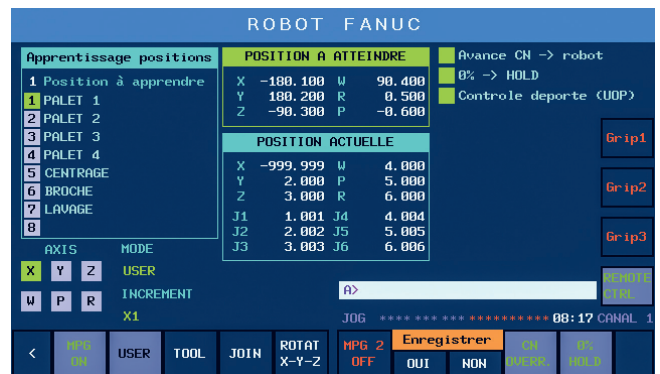 ROBOT FANUC
Apprentissage positions
1 Position à apprendre
1 PALET 1
2 PALET 2
3 PALET 3
4 PALET 4
5 CENTRAGE
6 BROCHE
7 LAVAGE
8
POSITION A ATTEINDRE
X -180.100 W 90.400
Y 180.200 R 0.500
Z -90.300 P -0.600
POSITION ACTUELLE
X -999.999 W 4.000
Y 2.000 P 5.000
Z 3.000 R 6.000
J1 1.001 J4 4.004
J2 2.002 J5 5.005
J3 3.003 J6 6.006
Avance CN -> robot
0% -> HOLD
Controle deporte (UOP)
Grip1
Grip2
Grip3
REMOTE
CTRL
AXIS MODE
X Y Z USER
W P R INCREMENT
X1
A>
JOG **** *** *** ********** 08:17 CANAL 1
<
MPG
ON
USER
TOOL
JOIN
ROTAT
X-Y-Z
MPG 2
OFF
Enregistrer
OUI NON
CN
OVERR.
0%
HOLD